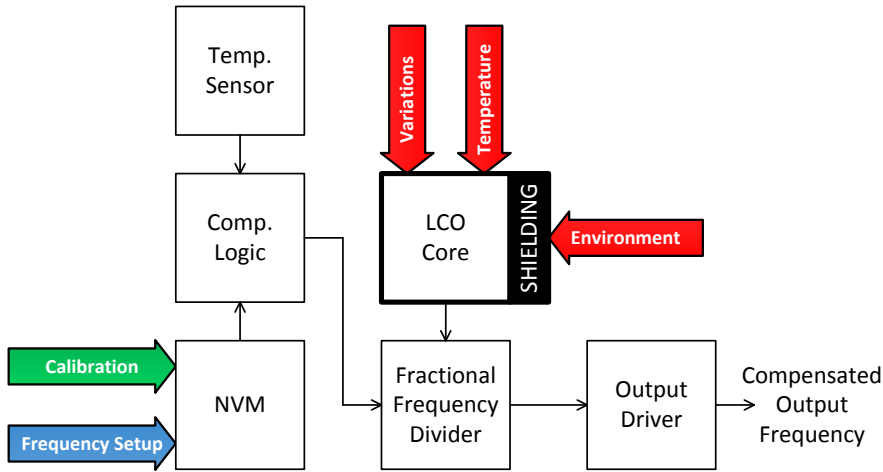 Temp.
Sensor
Variations
Temperature
Comp.
Logic
LCO
Core
SHIELDING
Environment
Calibration
Frequency Setup
NVM
Fractional
Frequency
Divider
Output
Driver
Compensated
Output
Frequency